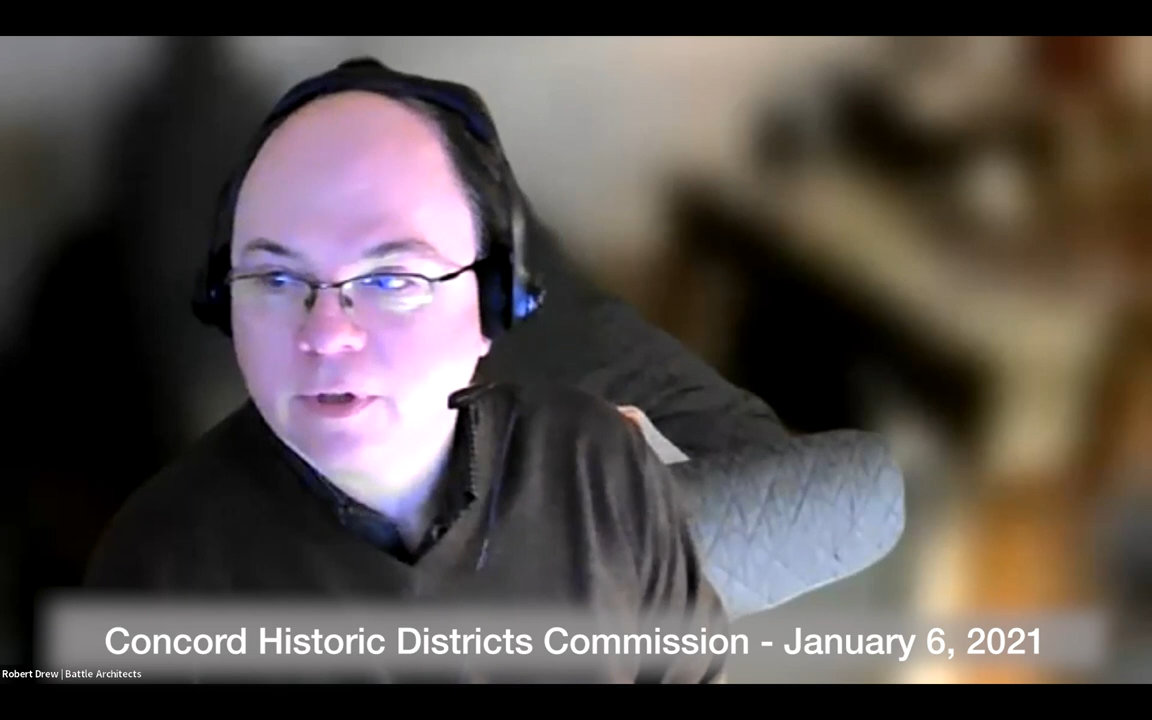 Concord Historic Districts Commission - January 6, 2021
Robert Drew | Battle Architects